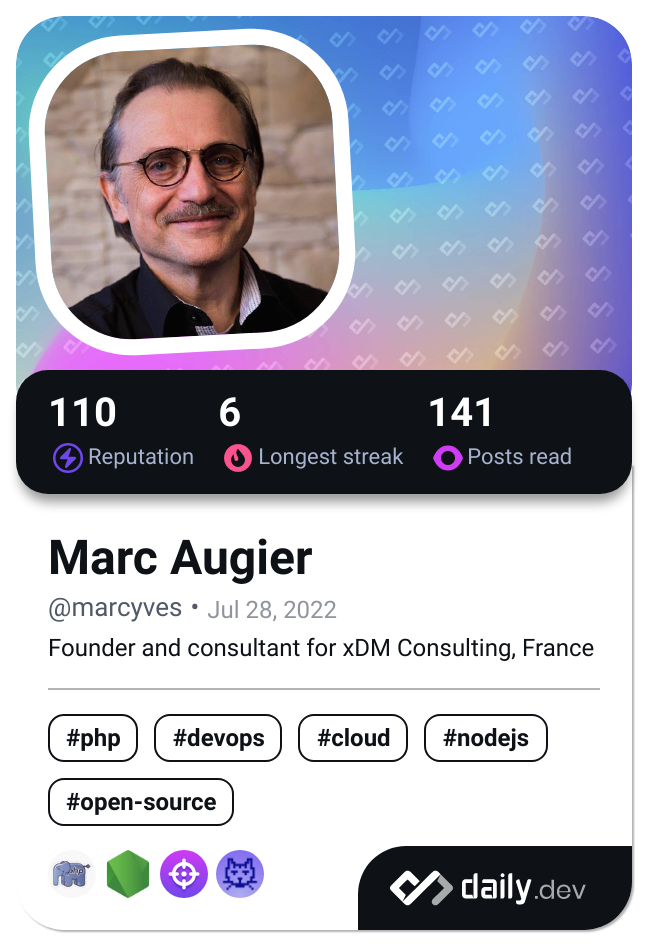 110 6 141
Reputation Longest streak Posts read
Marc Augier
@marcyves • Jul 28, 2022
Founder and consultant for xDM Consulting, France
#php #devops #cloud #nodejs
#open-source
php
daily.dev